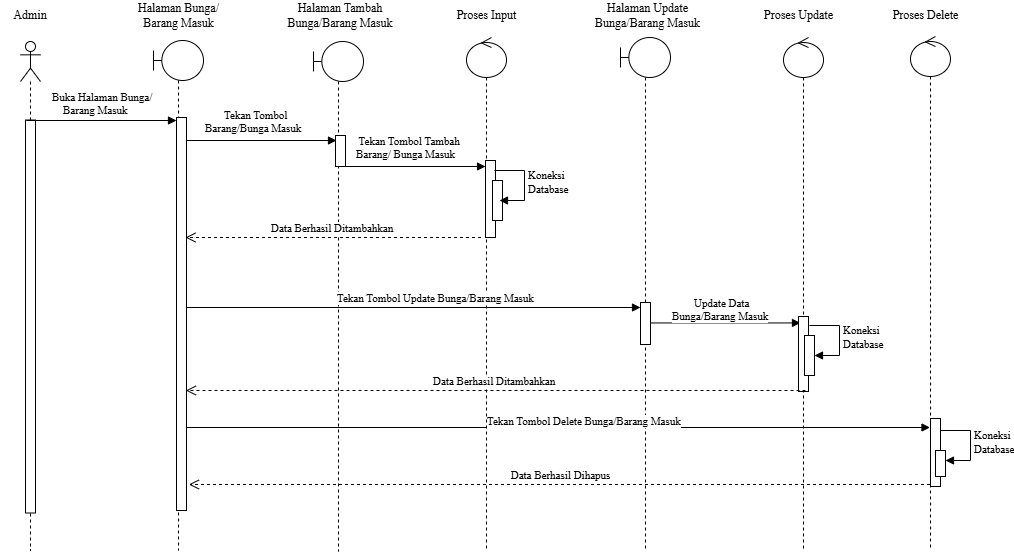 Admin
Halaman Bunga/
Barang Masuk
Halaman Tambah
Bunga/Barang Masuk
Proses Input
Halaman Update
Bunga/Barang Masuk
Proses Update
Proses Delete
Buka Halaman Bunga/
Barang Masuk
Tekan Tombol
Barang/Bunga Masuk
Tekan Tombol Tambah
Barang/ Bunga Masuk
Koneksi
Database
Data Berhasil Ditambahkan
Tekan Tombol Update Bunga/Barang Masuk
Update Data
Bunga/Barang Masuk
Koneksi
Database
Data Berhasil Ditambahkan
Tekan Tombol Delete Bunga/Barang Masuk
Koneksi
Database
Data Berhasil Dihapus